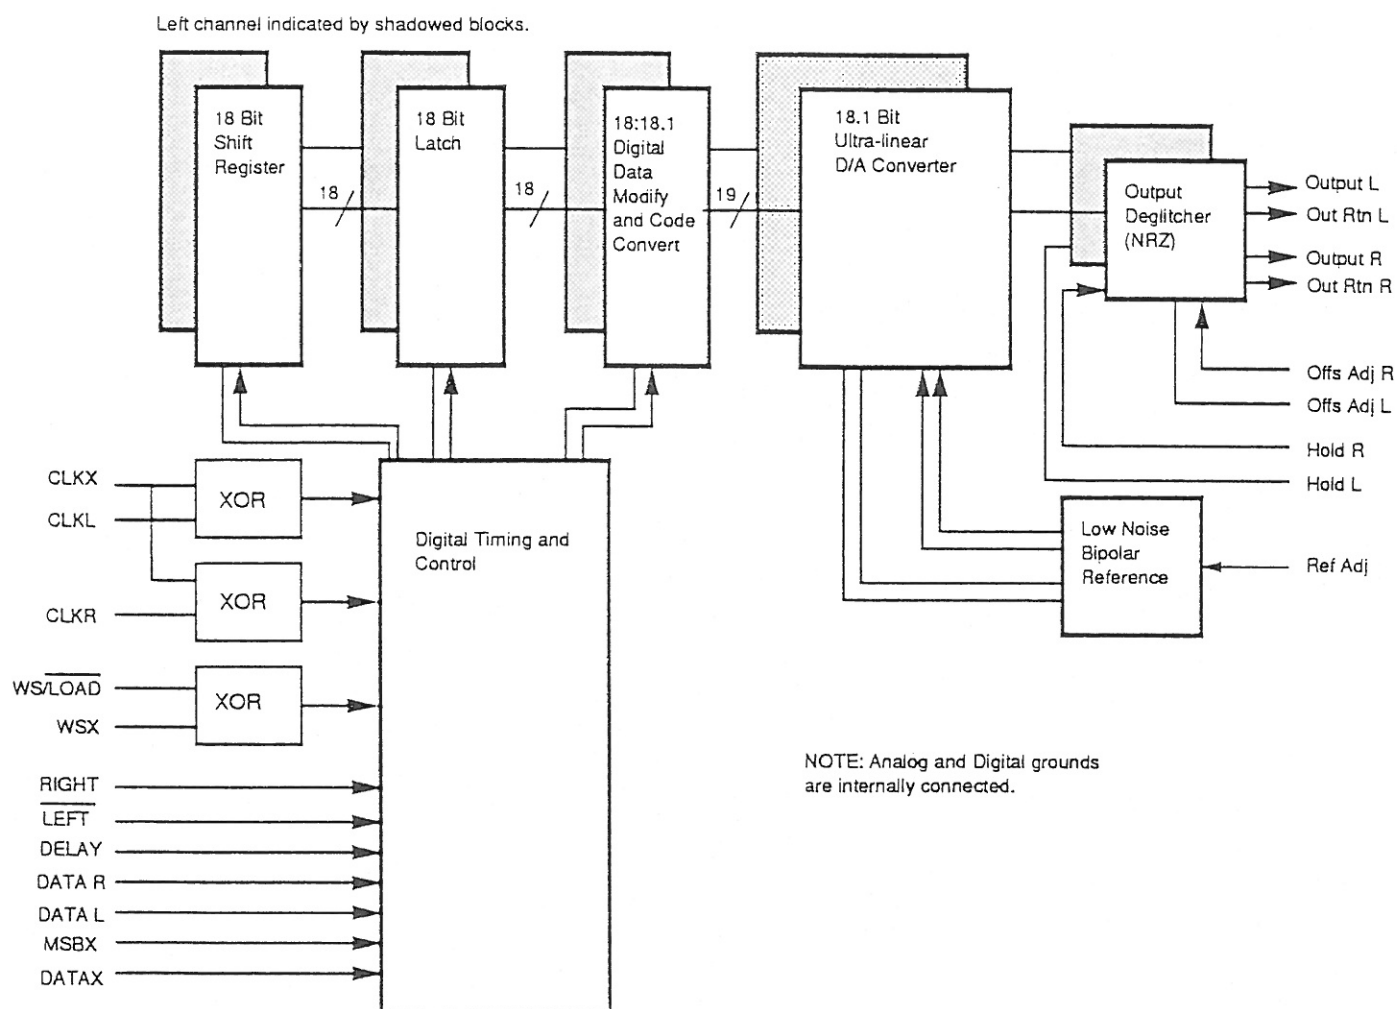 Left channel indicated by shadowed blocks.
18 Bit
Shift
Register
18
18 Bit
Latch
18
18:18.1
Digital
Data
Modify
and Code
Convert
19
18.1 Bit
Ultra-linear
D/A Converter
Output
Deglitcher
(NRZ)
Output L
Out Rtn L
Output R
Out Rtn R
Offs Adj R
Offs Adj L
Hold R
Hold L
Low Noise
Bipolar
Reference
Ref Adj
CLKX
CLKL
XOR
CLKR
XOR
WS/LOAD
WSX
XOR
Digital Timing and
Control
RIGHT
LEFT
DELAY
DATA R
DATA L
MSBX
DATAX
NOTE: Analog and Digital grounds
are internally connected.